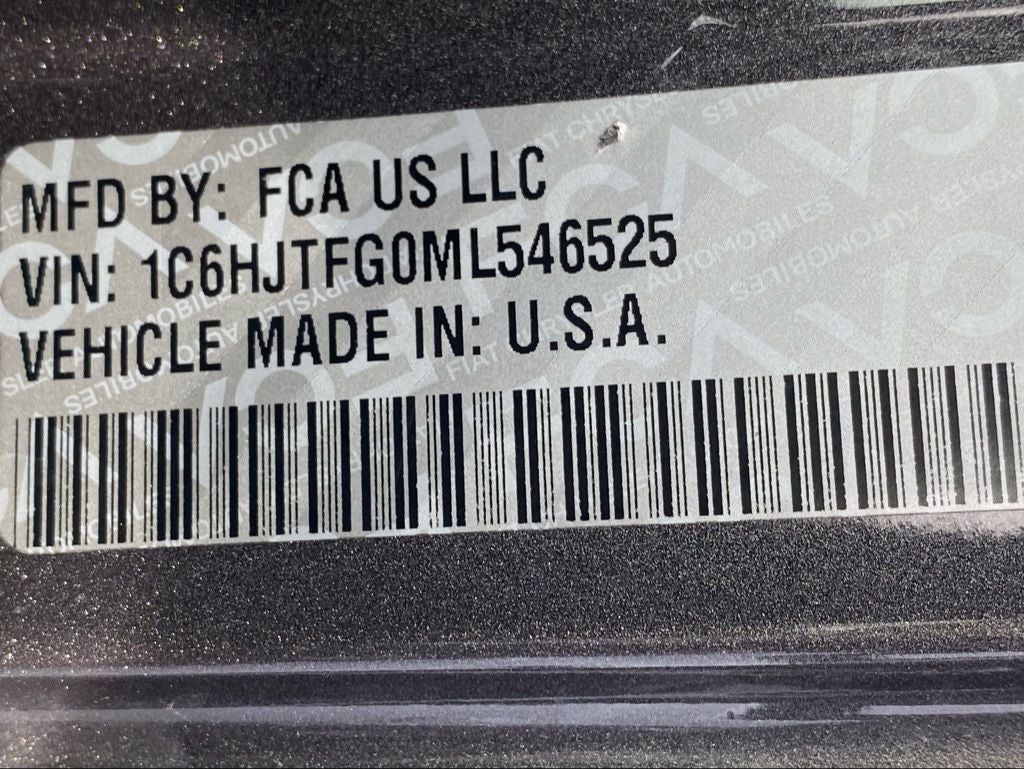 MFD BY: FCA US LLC
VIN: 1C6HJTFG0ML546525
VEHICLE MADE IN: U.S.A.